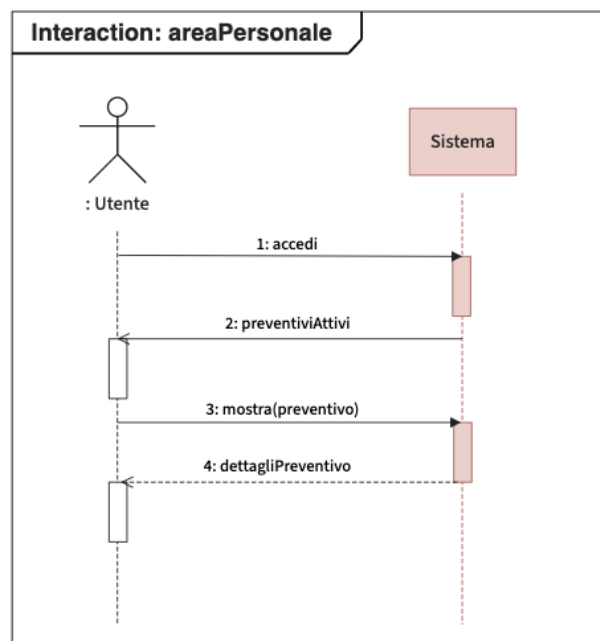 Interaction: areaPersonale
Sistema
: Utente
1: accedi
2: preventiviAttivi
3: mostra(preventivo)
4: dettagliPreventivo